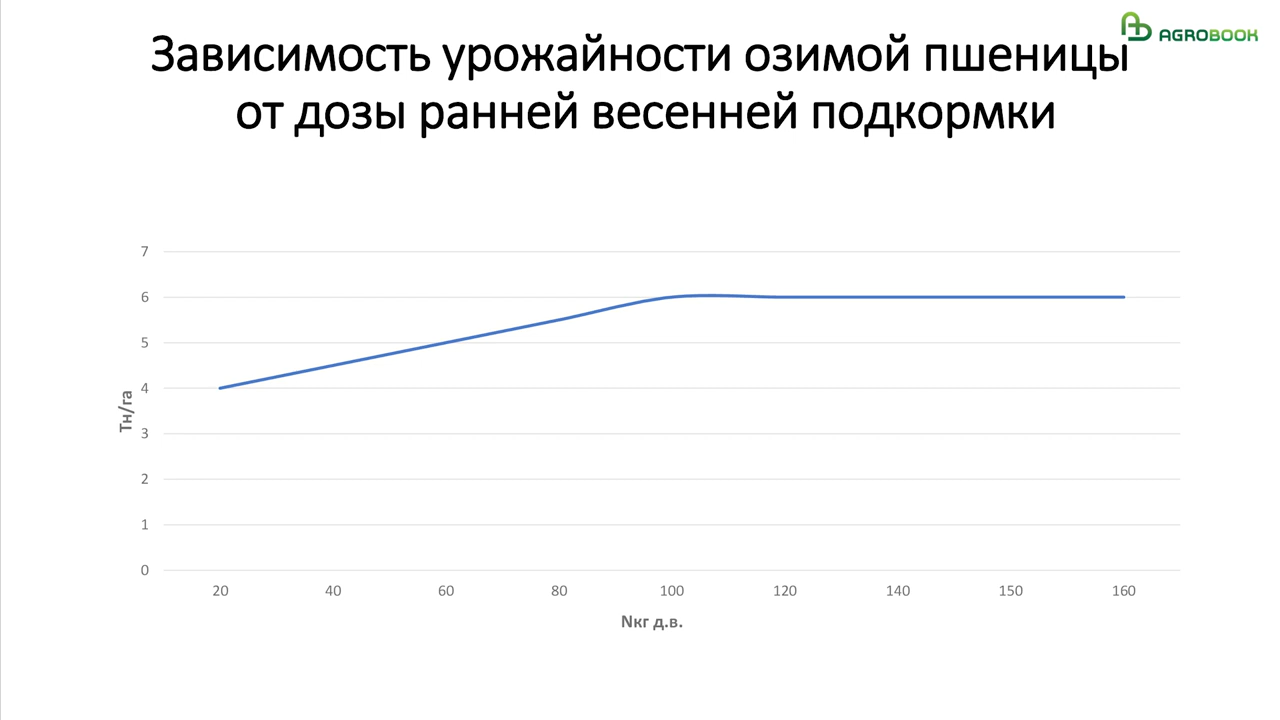 AGROBOOK
Зависимость урожайности озимой пшеницы
от дозы ранней весенней подкормки
7
6
5
4
3
2
1
0
Тн/га
20 40 60 80 100 120 140 150 160
Nкг д.в.